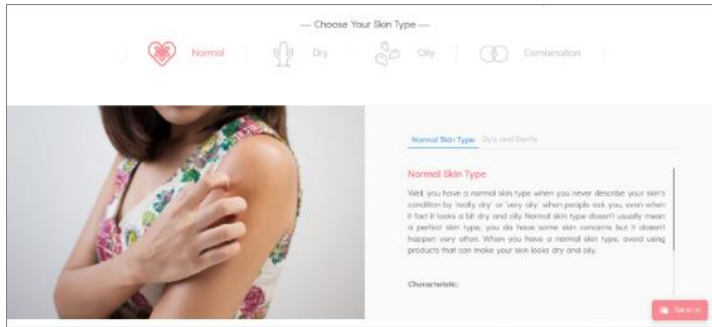 — Choose Your Skin Type —
Normal Dry Oily Combination
Normal Skin Type Do's and Don'ts
Normal Skin Type
Well, you have a normal skin type when you never describe your skin's
condition by 'really dry' or 'very oily' when people ask you, even when
it fact it looks a bit dry and oily. Normal skin type doesn't usually mean
a perfect skin type; you do have some skin concerns but it doesn't
happen very often. When you have a normal skin type, avoid using
products that can make your skin looks dry and oily.
Characteristic:
Talk to Us